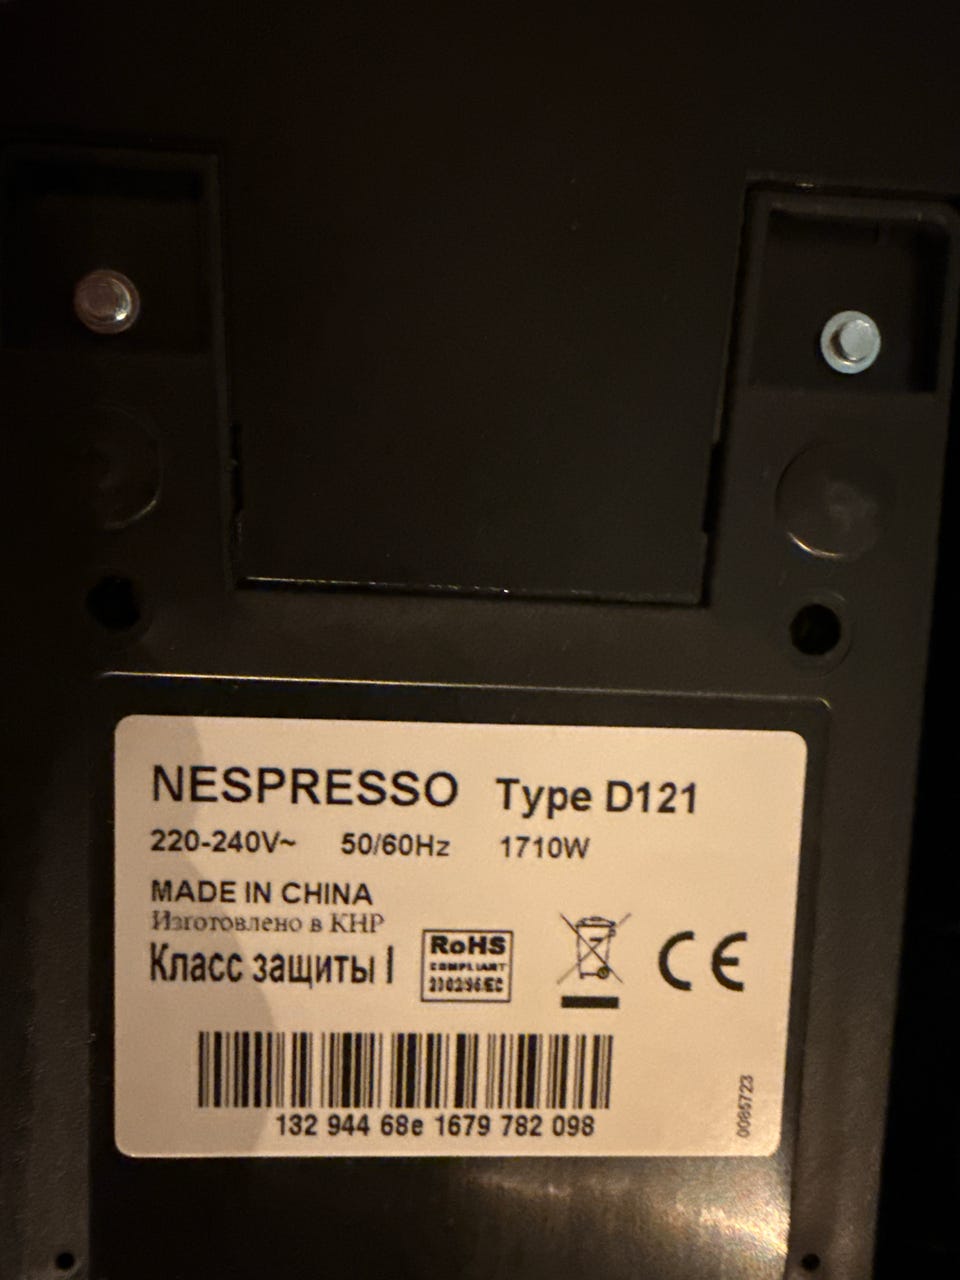 NESPRESSO Type D121
220-240V~ 50/60Hz 1710W
MADE IN CHINA
Изготовлено в КНР
Класс защиты I
RoHS
COMPLIANT
2002/95/EC
CE
132 944 68e 1679 782 098
0085723